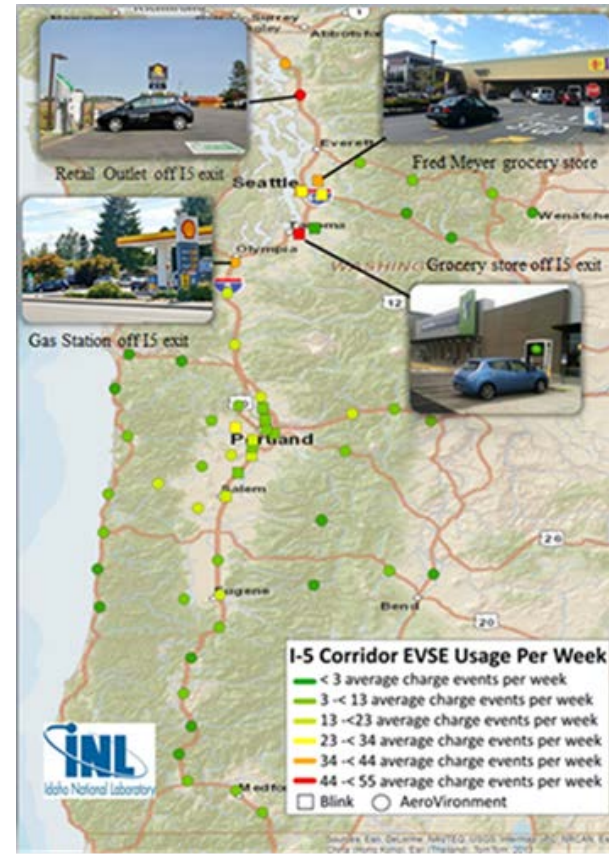 Surrey
Abbotsfor
Everett
Retail Outlet off I5 exit
Fred Meyer grocery store
Seattle
Wenatche
Tacoma
Olympia
WASHING
Grocery store off I5 exit
12
Gas Station off I5 exit
Portland
Salem
26
Eugene
Bend
20
I-5 Corridor EVSE Usage Per Week
< 3 average charge events per week
3 -< 13 average charge events per week
13 -<23 average charge events per week
23 -< 34 average charge events per week
34 -< 44 average charge events per week
44 -< 55 average charge events per week
Blink AeroVironment
INL
Idaho National Laboratory
Medfor